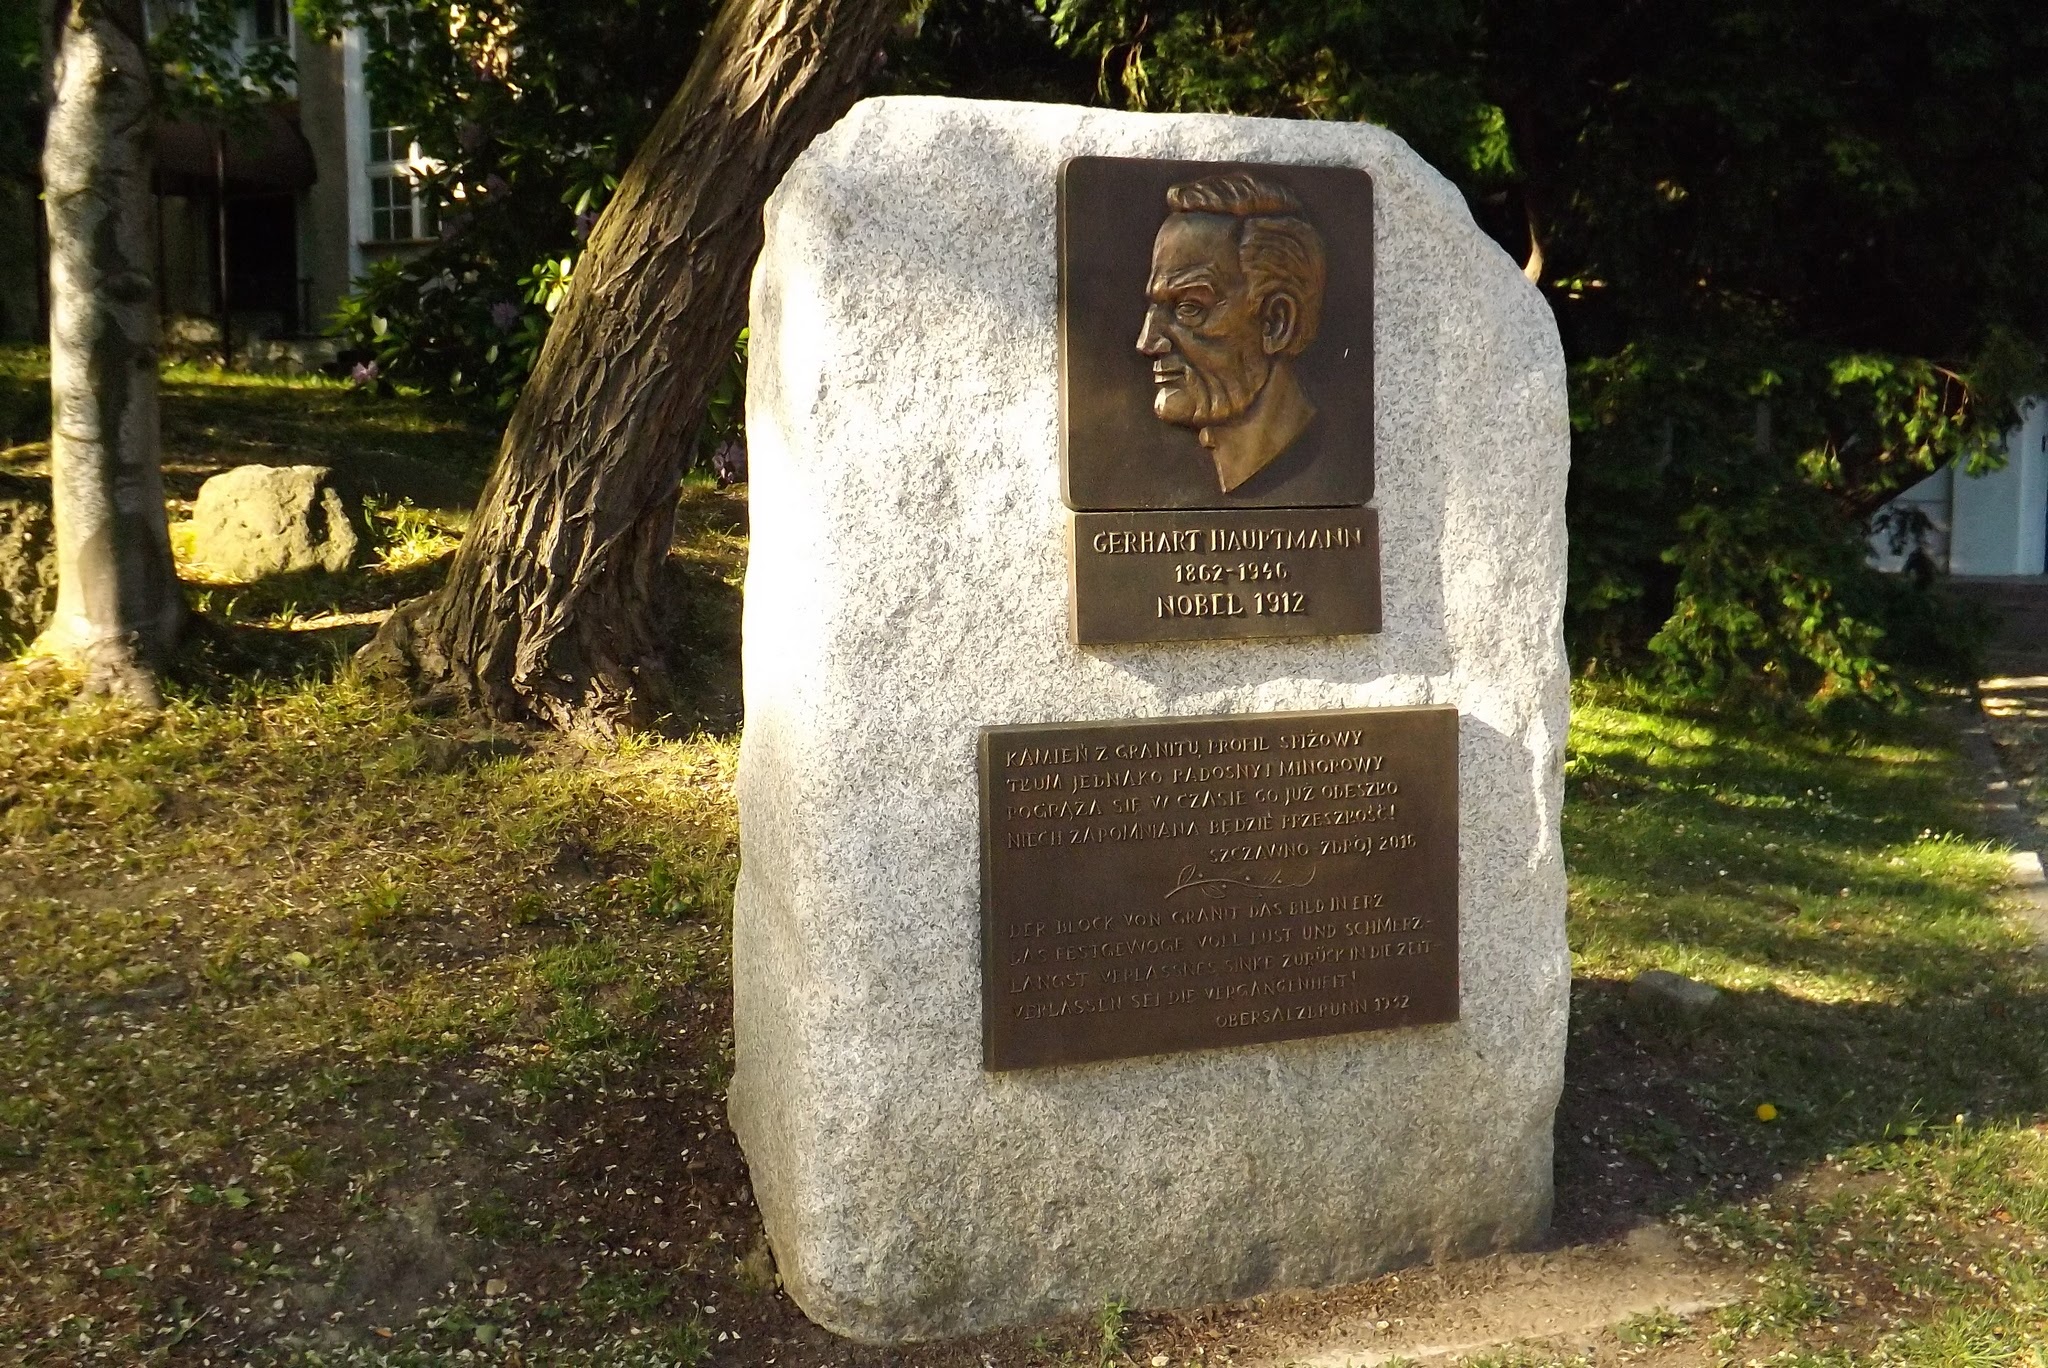 GERHART HAUPTMANN
1862-1946
NOBEL 1912
KAMIEŃ Z GRANITU, PROFIL SPIŻOWY
TŁUM JEDNAKO RADOSNY I MINOROWY
POGRĄŻA SIĘ W CZASIE CO JUŻ ODESZŁO
NIECH ZAPOMNIANA BĘDZIE PRZESZŁOŚĆ!
SZCZAWNO ZDRÓJ 2016
DER BLOCK VON GRANIT DAS BILD IN ERZ
DAS FESTGEWOGE VOLL LUST UND SCHMERZ-
LÄNGST VERLASSNES SINKE ZURÜCK IN DIE ZEIT-
VERLASSEN SEI DIE VERGANGENHEIT!
OBERSALZBRUNN 1932